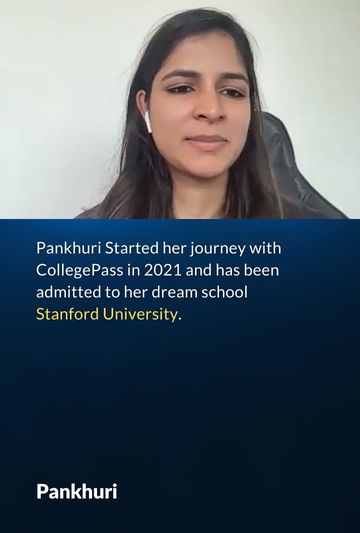 Pankhuri Started her journey with
CollegePass in 2021 and has been
admitted to her dream school
Stanford University.
Pankhuri